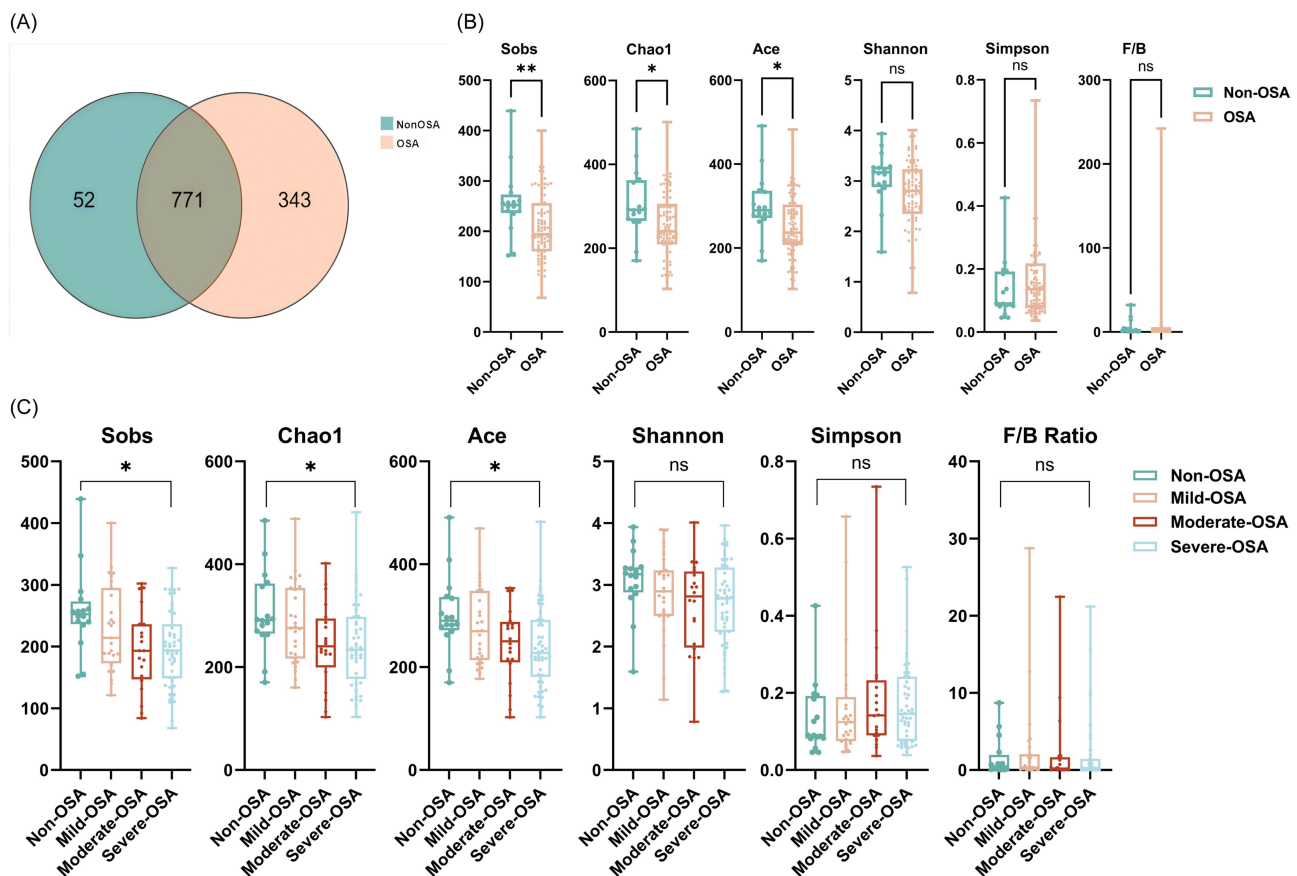 (A)
52
771
343
NonOSA
OSA
(B)
Sobs
**
500
400
300
200
100
0
Non-OSA
OSA
Chao1
*
600
400
200
0
Non-OSA
OSA
Ace
*
600
400
200
0
Non-OSA
OSA
Shannon
ns
5
4
3
2
1
0
Non-OSA
OSA
Simpson
ns
0.8
0.6
0.4
0.2
0.0
Non-OSA
OSA
F/B
ns
300
200
100
0
Non-OSA
OSA
Non-OSA
OSA
(C)
Sobs
*
500
400
300
200
100
0
Non-OSA
Mild-OSA
Moderate-OSA
Severe-OSA
Chao1
*
600
400
200
0
Non-OSA
Mild-OSA
Moderate-OSA
Severe-OSA
Ace
*
600
400
200
0
Non-OSA
Mild-OSA
Moderate-OSA
Severe-OSA
Shannon
ns
5
4
3
2
1
0
Non-OSA
Mild-OSA
Moderate-OSA
Severe-OSA
Simpson
ns
0.8
0.6
0.4
0.2
0.0
Non-OSA
Mild-OSA
Moderate-OSA
Severe-OSA
F/B Ratio
ns
40
30
20
10
0
Non-OSA
Mild-OSA
Moderate-OSA
Severe-OSA
Non-OSA
Mild-OSA
Moderate-OSA
Severe-OSA